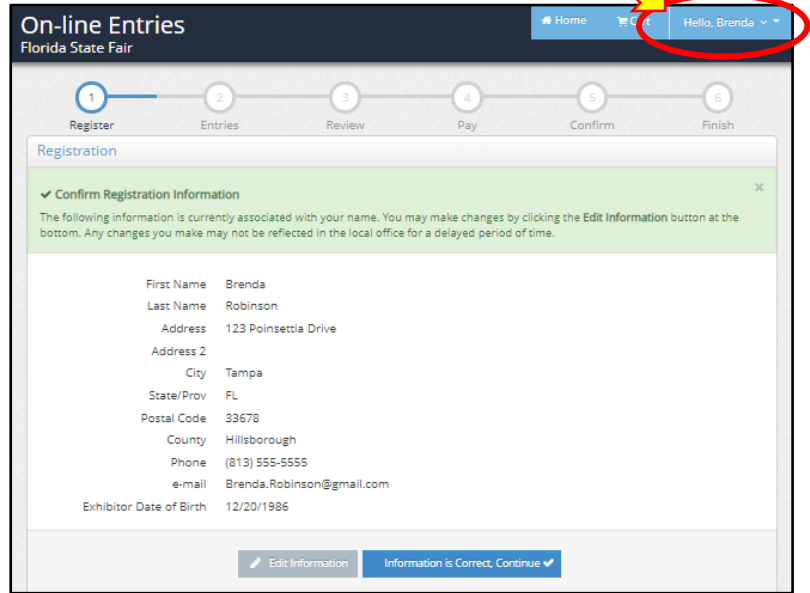 On-line Entries
Florida State Fair
Home
Hello, Brenda
1
2
3
4
5
6
Register
Entries
Review
Pay
Confirm
Finish
Registration
Confirm Registration Information
The following information is currently associated with your name. You may make changes by clicking the Edit Information button at the
bottom. Any changes you make may not be reflected in the local office for a delayed period of time.
First Name Brenda
Last Name Robinson
Address 123 Poinsettia Drive
Address 2
City Tampa
State/Prov FL
Postal Code 33678
County Hillsborough
Phone (813) 555-5555
e-mail Brenda.Robinson@gmail.com
Exhibitor Date of Birth 12/20/1986
Edit Information
Information is Correct, Continue